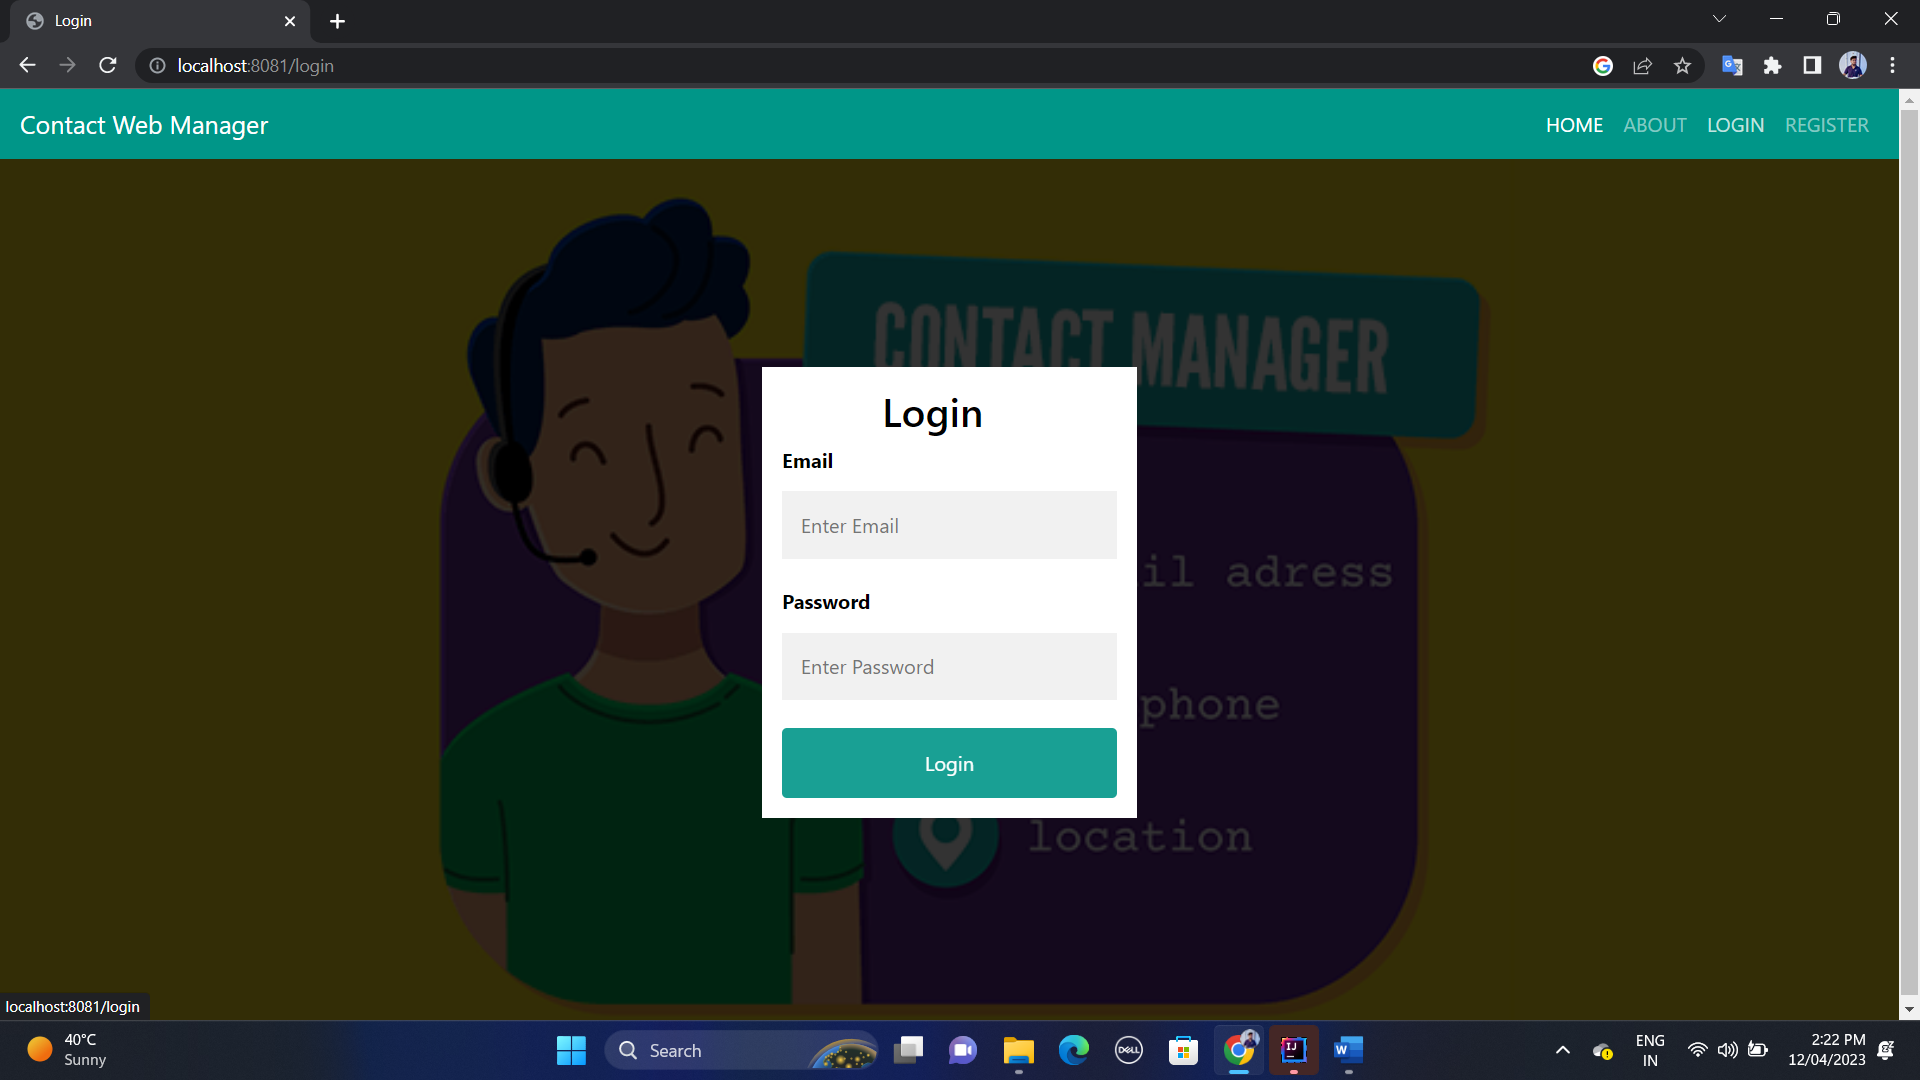 Login
localhost:8081/login
Contact Web Manager
HOME ABOUT LOGIN REGISTER
CONTACT MANAGER
Login
Email
Enter Email
il adress
Password
Enter Password
phone
Login
location
localhost:8081/login
40°C
Sunny
Search
DELL
IJ
W
ENG
IN
2:22 PM
12/04/2023